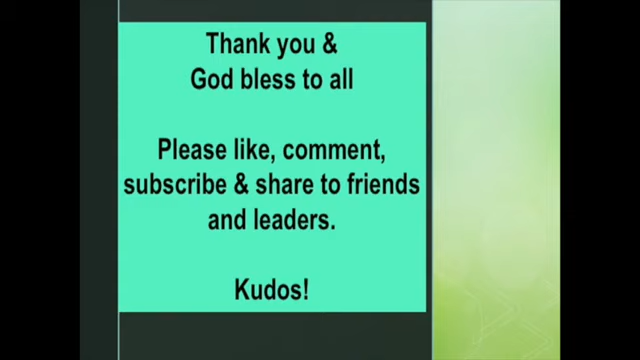 Thank you &
God bless to all
Please like, comment,
subscribe & share to friends
and leaders.
Kudos!